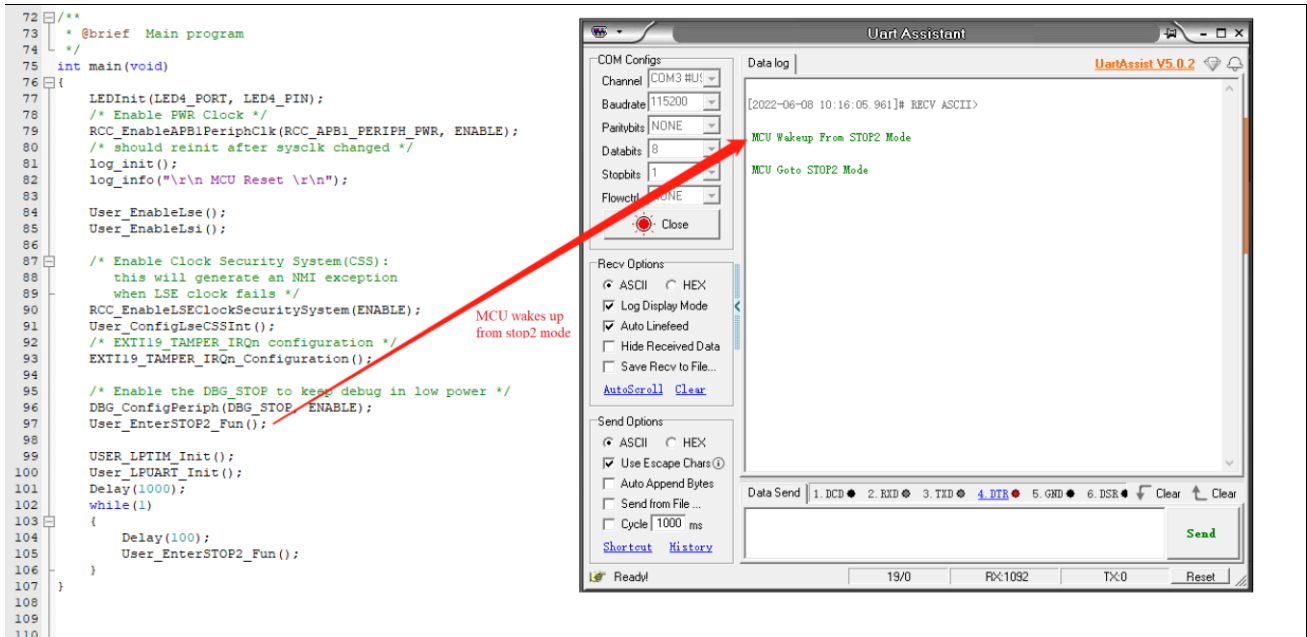 72 /**
73  * @brief  Main program
74  */
75 int main(void)
76 {
77     LEDInit(LED4_PORT, LED4_PIN);
78     /* Enable PWR Clock */
79     RCC_EnableAPB1PeriphClk(RCC_APB1_PERIPH_PWR, ENABLE);
80     /* should reinit after sysclk changed */
81     log_init();
82     log_info("\r\n MCU Reset \r\n");
83
84     User_EnableLse();
85     User_EnableLsi();
86
87     /* Enable Clock Security System(CSS):
88        this will generate an NMI exception
89        when LSE clock fails */
90     RCC_EnableLSEClockSecuritySystem(ENABLE);
91     User_ConfigLseCSSInt();
92     /* EXTI19_TAMPER_IRQn configuration */
93     EXTI19_TAMPER_IRQn_Configuration();
94
95     /* Enable the DBG_STOP to keep debug in low power */
96     DBG_ConfigPeriph(DBG_STOP, ENABLE);
97     User_EnterSTOP2_Fun();
98
99     USER_LPTIM_Init();
100     User_LPUART_Init();
101     Delay(1000);
102     while(1)
103     {
104         Delay(100);
105         User_EnterSTOP2_Fun();
106     }
107 }
108
109
110
MCU wakes up
from stop2 mode
Uart Assistant
COM Configs
Channel COM3 #US
Baudrate 115200
Paritybits NONE
Databits 8
Stopbits 1
Flowctrl NONE
Close
Recv Options
ASCII HEX
Log Display Mode
Auto Linefeed
Hide Received Data
Save Recv to File...
AutoScroll Clear
Send Options
ASCII HEX
Use Escape Chars
Auto Append Bytes
Send from File ...
Cycle 1000 ms
Shortcut History
Data log UartAssist V5.0.2
[2022-06-08 10:16:05.961]# RECV ASCII>
MCU Wakeup From STOP2 Mode
MCU Goto STOP2 Mode
Data Send 1. DCD 2. RXD 3. TXD 4. DTR 5. GND 6. DSR Clear Clear
Send
Ready! 19/0 RX:1092 TX:0 Reset